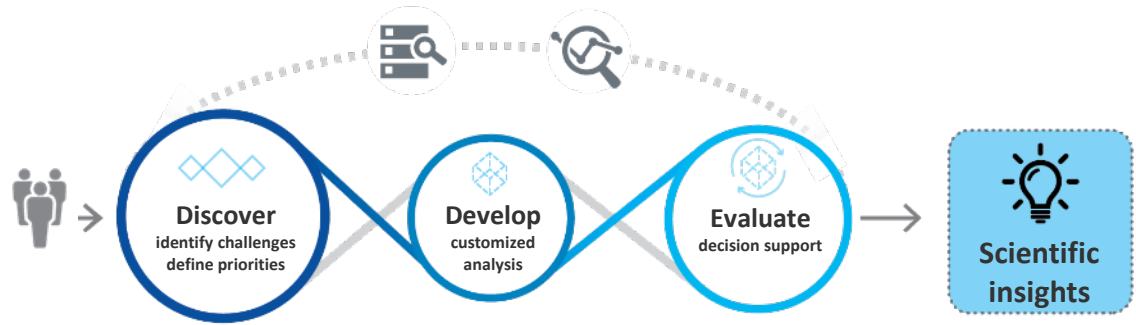 Discover
identify challenges
define priorities
Develop
customized
analysis
Evaluate
decision support
Scientific
insights